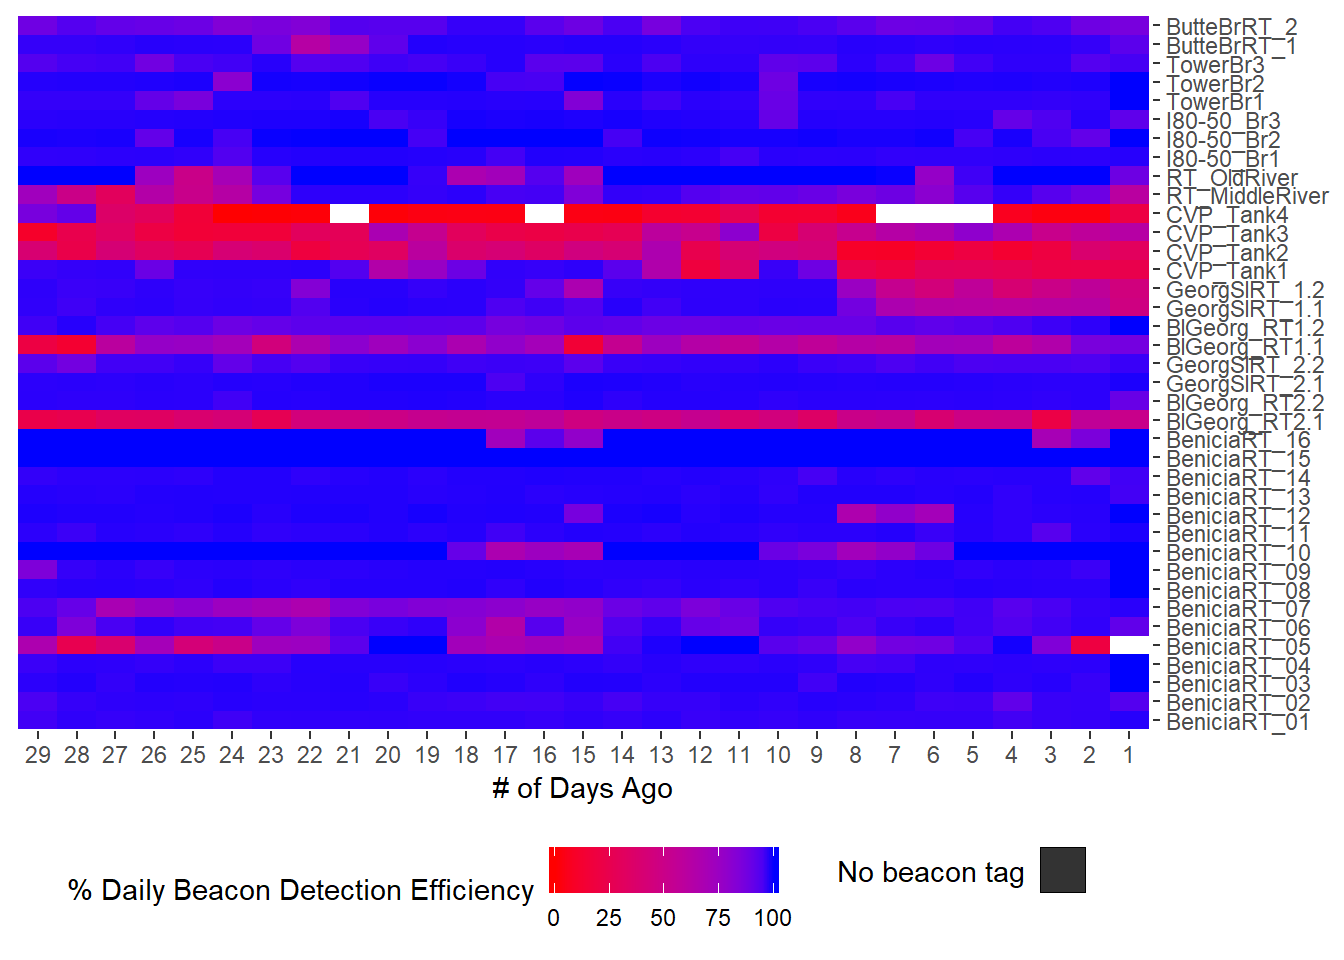 ButteBrRT_2
ButteBrRT_1
TowerBr3
TowerBr2
TowerBr1
I80-50_Br3
I80-50_Br2
I80-50_Br1
RT_OldRiver
RT_MiddleRiver
CVP_Tank4
CVP_Tank3
CVP_Tank2
CVP_Tank1
GeorgSlRT_1.2
GeorgSlRT_1.1
BlGeorg_RT1.2
BlGeorg_RT1.1
GeorgSlRT_2.2
GeorgSlRT_2.1
BlGeorg_RT2.2
BlGeorg_RT2.1
BeniciaRT_16
BeniciaRT_15
BeniciaRT_14
BeniciaRT_13
BeniciaRT_12
BeniciaRT_11
BeniciaRT_10
BeniciaRT_09
BeniciaRT_08
BeniciaRT_07
BeniciaRT_06
BeniciaRT_05
BeniciaRT_04
BeniciaRT_03
BeniciaRT_02
BeniciaRT_01
29 28 27 26 25 24 23 22 21 20 19 18 17 16 15 14 13 12 11 10 9 8 7 6 5 4 3 2 1
# of Days Ago
% Daily Beacon Detection Efficiency
0 25 50 75 100
No beacon tag